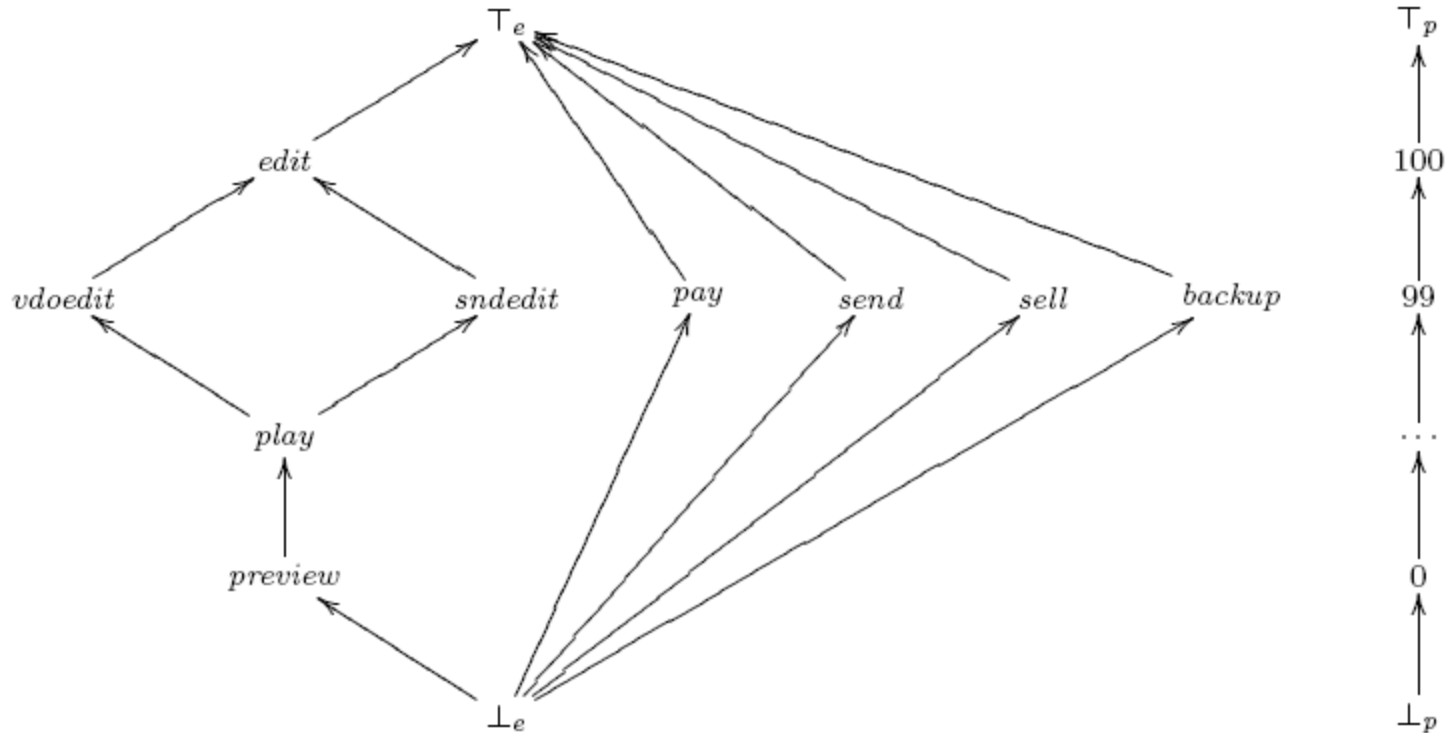 ⊤e ⊤p
edit 100
vdoedit sndedit pay send sell backup 99
play ...
preview 0
⊥e ⊥p